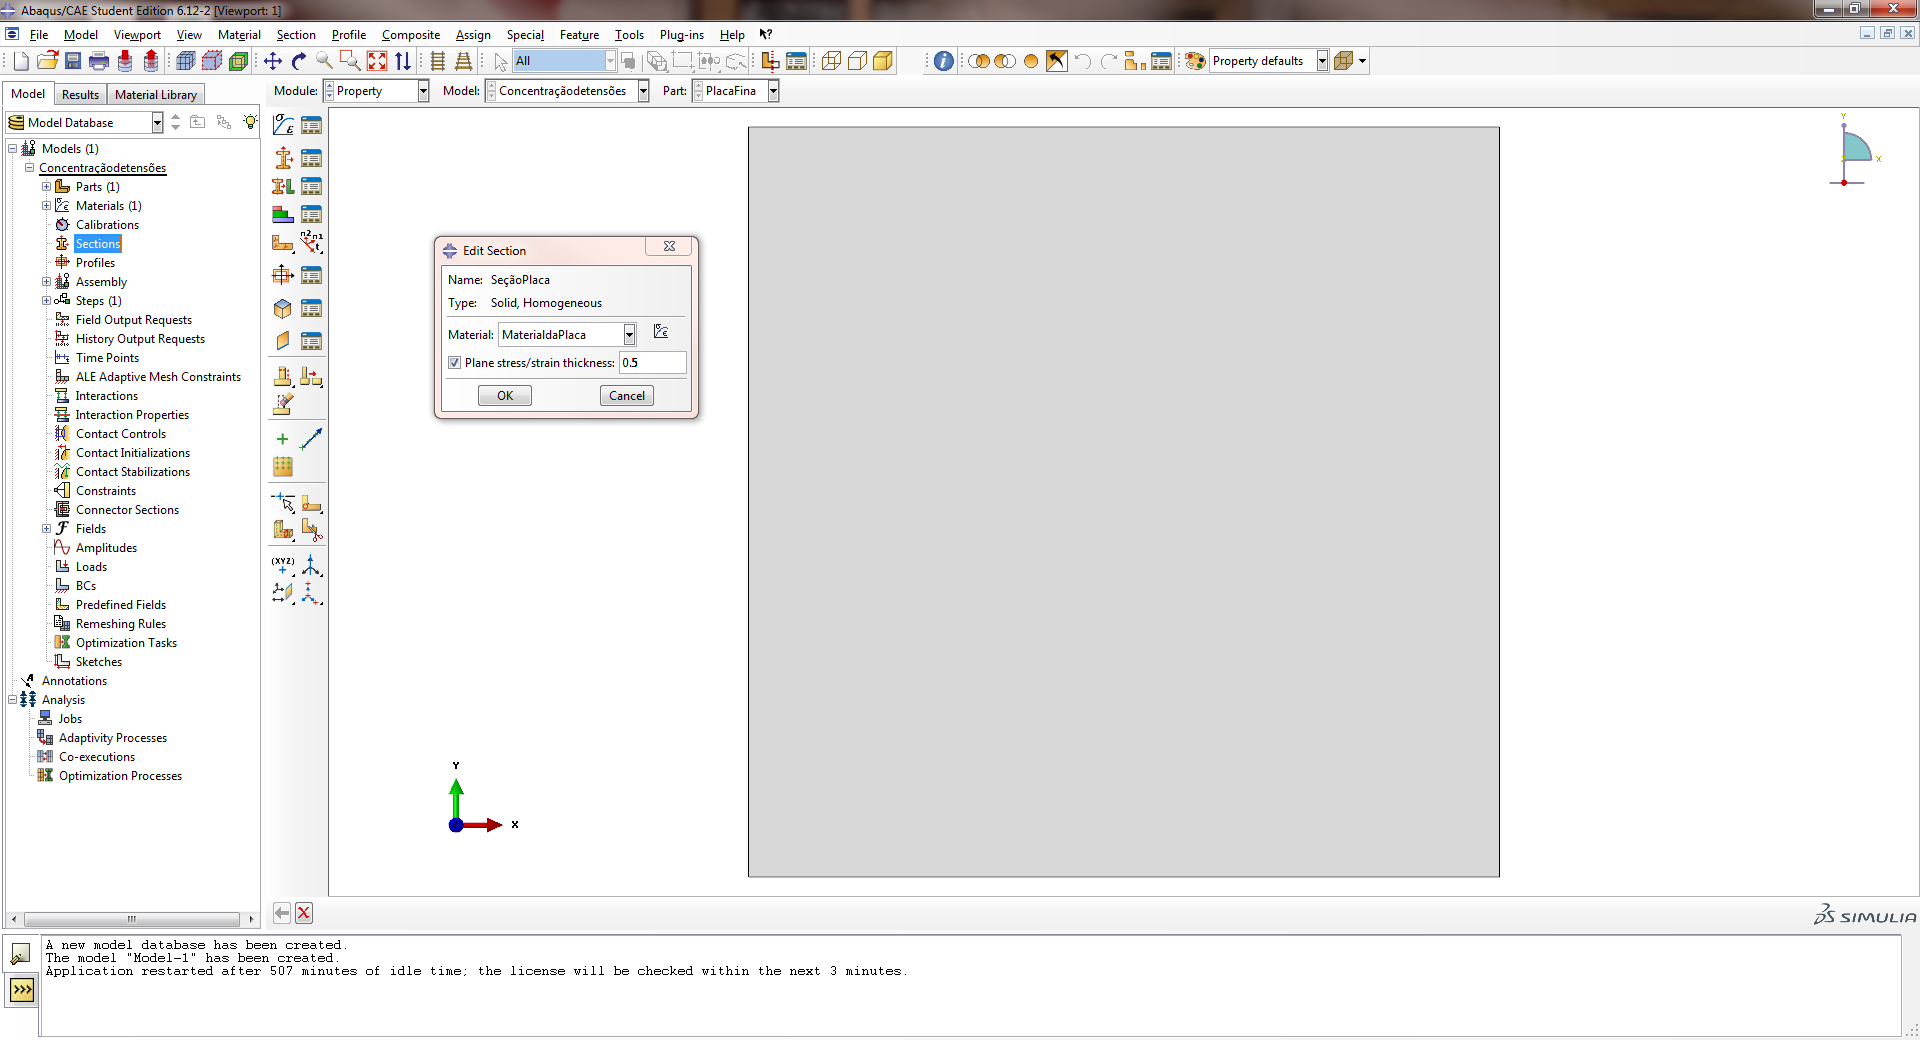 Abaqus/CAE Student Edition 6.12-2 [Viewport: 1]
File Model Viewport View Material Section Profile Composite Assign Special Feature Tools Plug-ins Help
All
Property defaults
Model Results Material Library
Module: Property Model: Concentraçãodetensões Part: PlacaFina
Model Database
Models (1)
Concentraçãodetensões
Parts (1)
Materials (1)
Calibrations
Sections
Profiles
Assembly
Steps (1)
Field Output Requests
History Output Requests
Time Points
ALE Adaptive Mesh Constraints
Interactions
Interaction Properties
Contact Controls
Contact Initializations
Contact Stabilizations
Constraints
Connector Sections
Fields
Amplitudes
Loads
BCs
Predefined Fields
Remeshing Rules
Optimization Tasks
Sketches
Annotations
Analysis
Jobs
Adaptivity Processes
Co-executions
Optimization Processes
n2 n1
t
(XYZ)
Edit Section
Name: SeçãoPlaca
Type: Solid, Homogeneous
Material: MaterialdaPlaca
Plane stress/strain thickness: 0.5
OK Cancel
Y
X
Y
X
SIMULIA
A new model database has been created.
The model "Model-1" has been created.
Application restarted after 507 minutes of idle time; the license will be checked within the next 3 minutes.
>>>